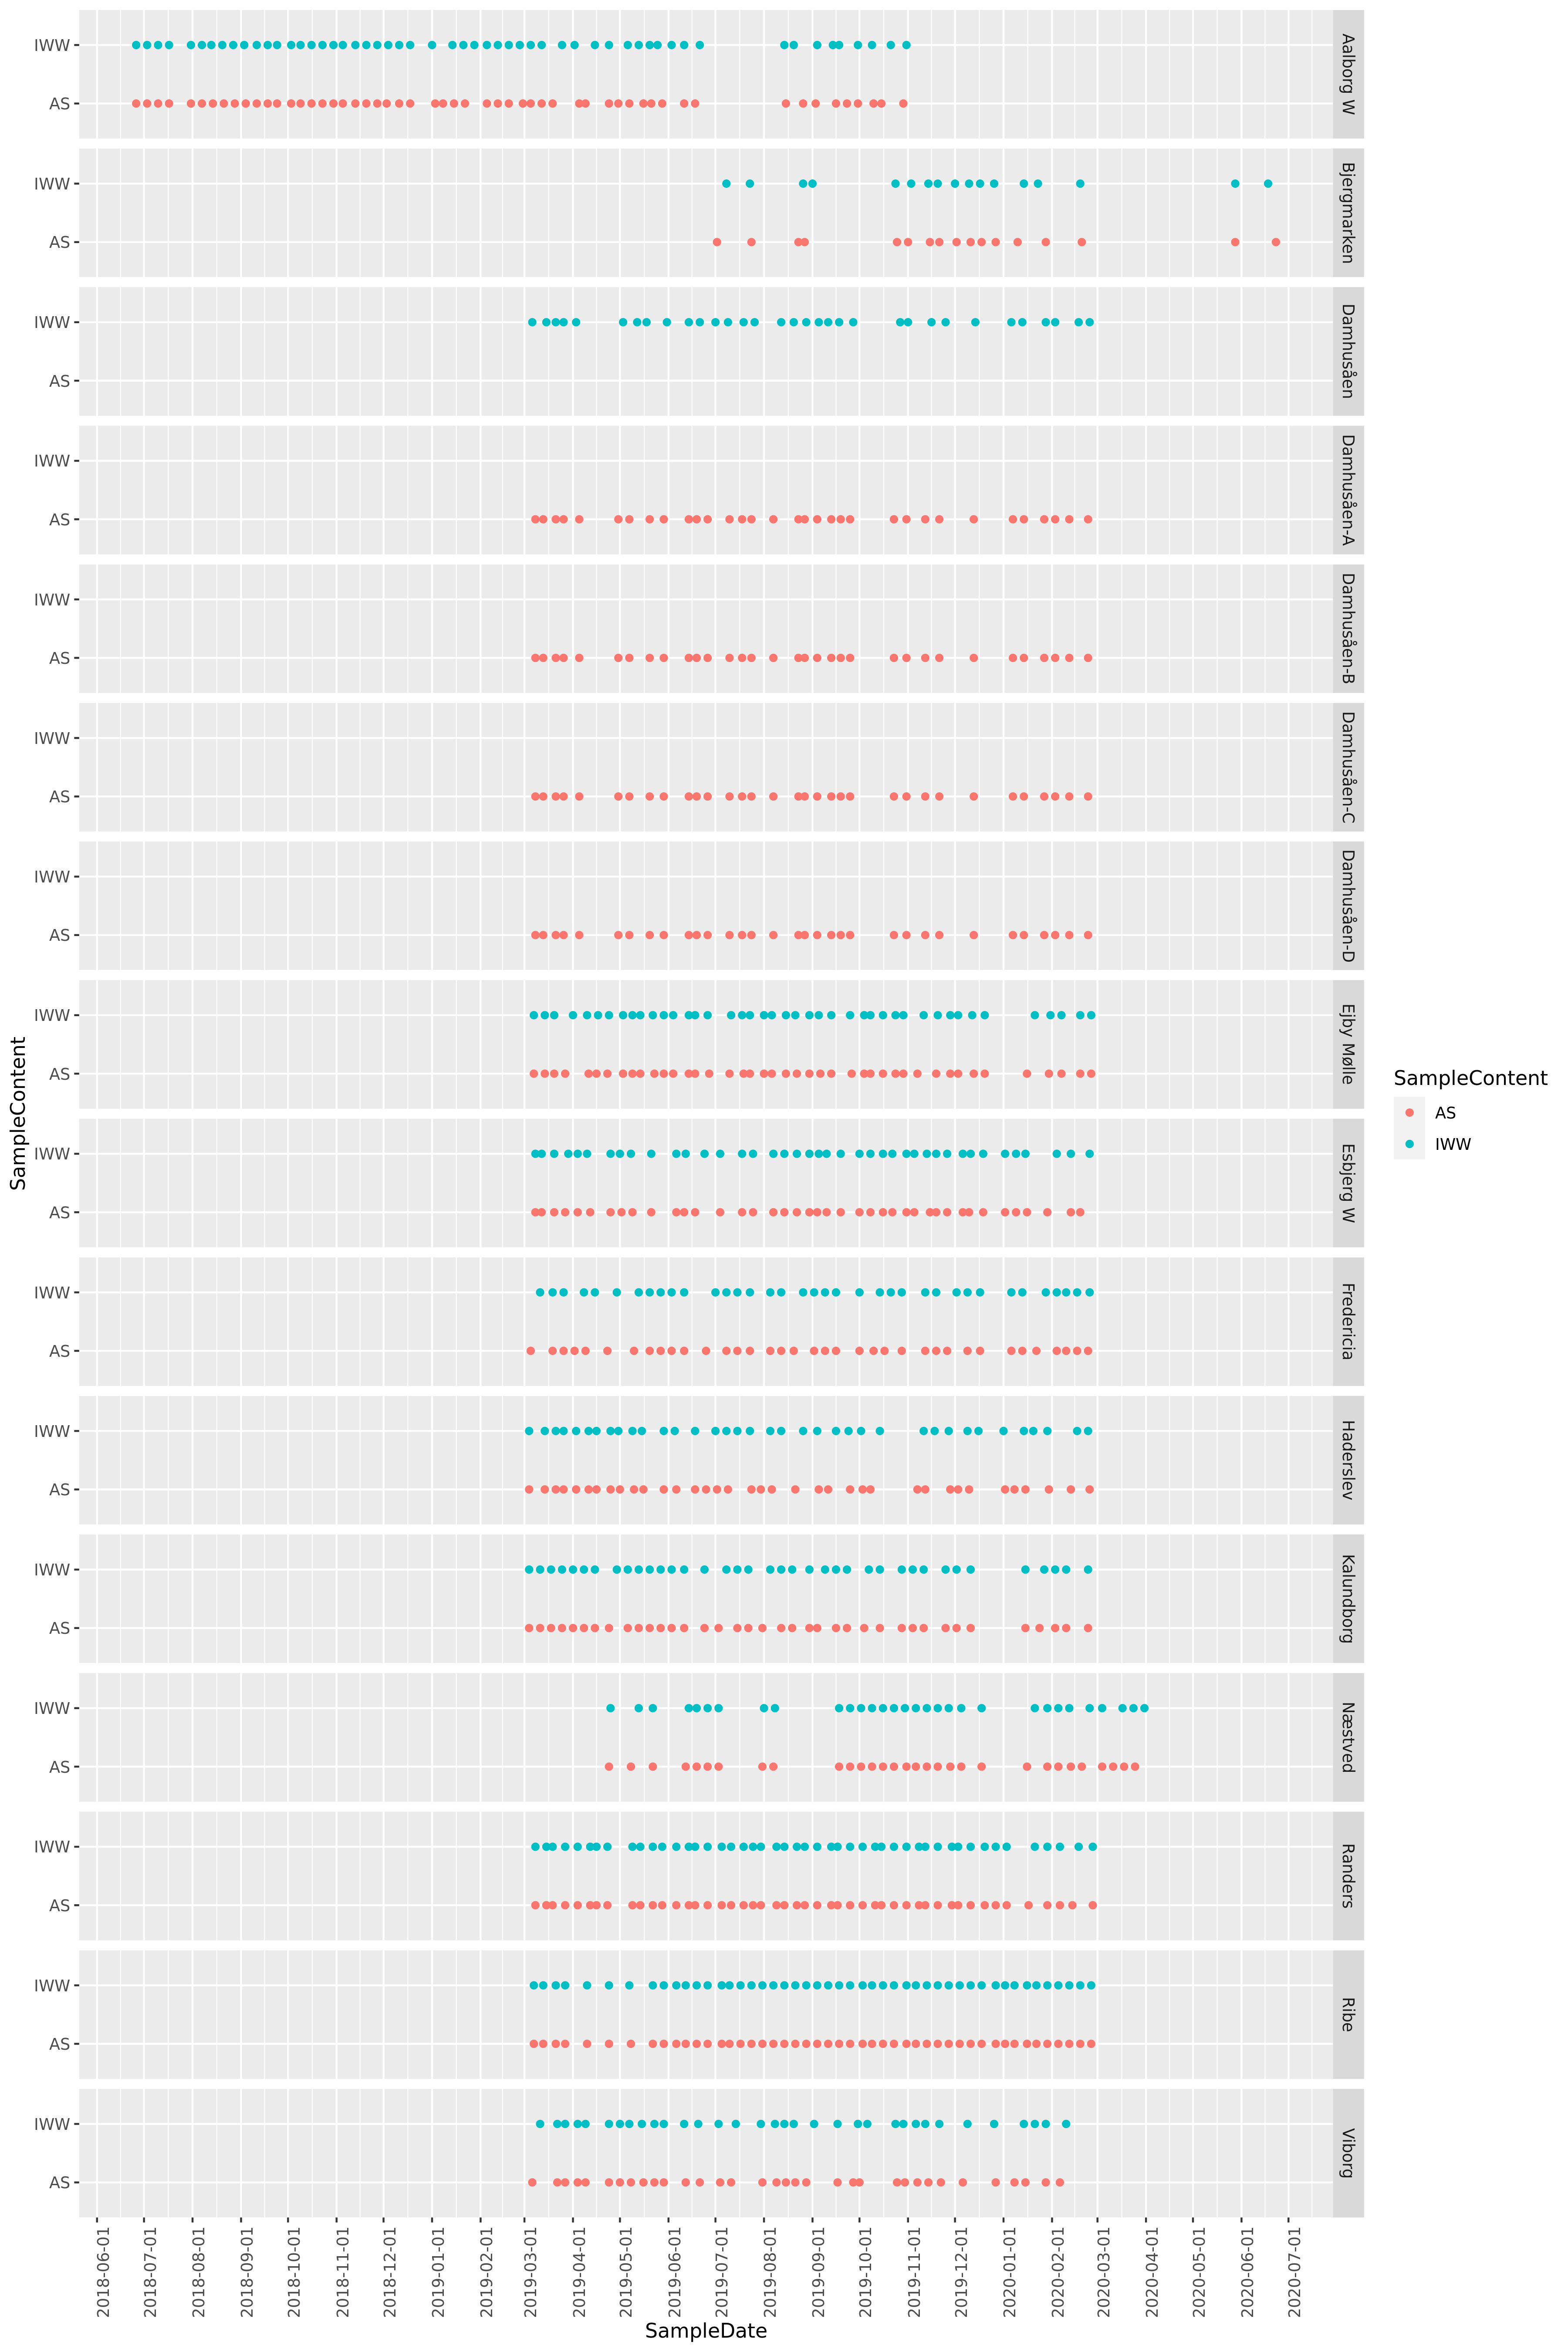 IWW
AS
Aalborg W
IWW
AS
Bjergmarken
IWW
AS
Damhusåen
IWW
AS
Damhusåen-A
IWW
AS
Damhusåen-B
IWW
AS
Damhusåen-C
IWW
AS
Damhusåen-D
IWW
AS
Ejby Mølle
IWW
AS
Esbjerg W
IWW
AS
Fredericia
IWW
AS
Haderslev
IWW
AS
Kalundborg
IWW
AS
Næstved
IWW
AS
Randers
IWW
AS
Ribe
IWW
AS
Viborg
SampleContent
2018-06-01
2018-07-01
2018-08-01
2018-09-01
2018-10-01
2018-11-01
2018-12-01
2019-01-01
2019-02-01
2019-03-01
2019-04-01
2019-05-01
2019-06-01
2019-07-01
2019-08-01
2019-09-01
2019-10-01
2019-11-01
2019-12-01
2020-01-01
2020-02-01
2020-03-01
2020-04-01
2020-05-01
2020-06-01
2020-07-01
SampleDate
SampleContent
AS
IWW